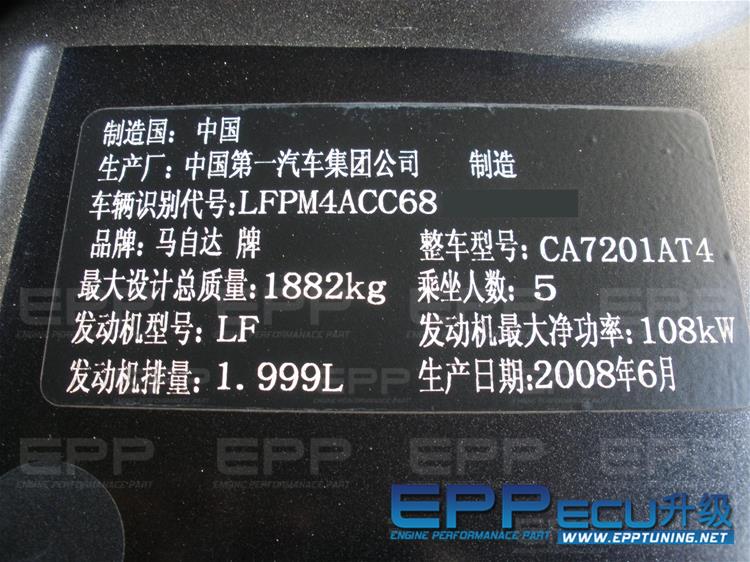 制造国：中国
生产厂：中国第一汽车集团公司 制造
车辆识别代号:LFPM4ACC68
品牌：马自达 牌 整车型号：CA7201AT4
最大设计总质量：1882kg 乘坐人数：5
发动机型号：LF 发动机最大净功率：108kW
发动机排量：1.999L 生产日期:2008年6月
EPP EPP EPP EPP
ENGINE PERFORMANACE PART
EPP ECU升级
ENGINE PERFORMANACE PART WWW.EPPTUNING.NET